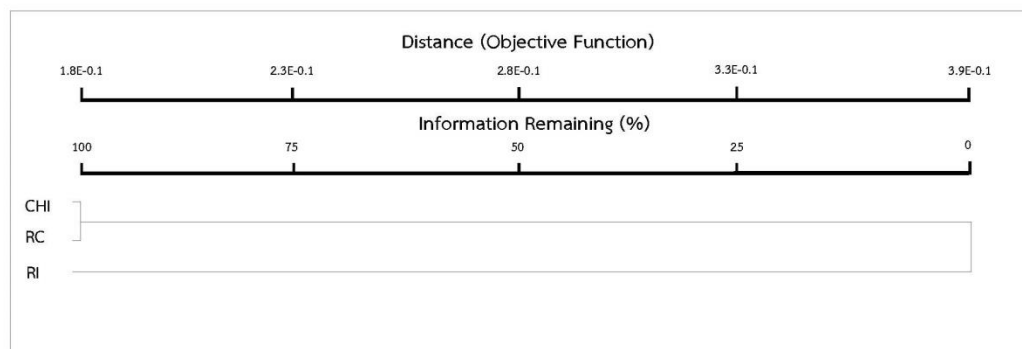 Distance (Objective Function)
1.8E-0.1 2.3E-0.1 2.8E-0.1 3.3E-0.1 3.9E-0.1
Information Remaining (%)
100 75 50 25 0
CHI
RC
RI